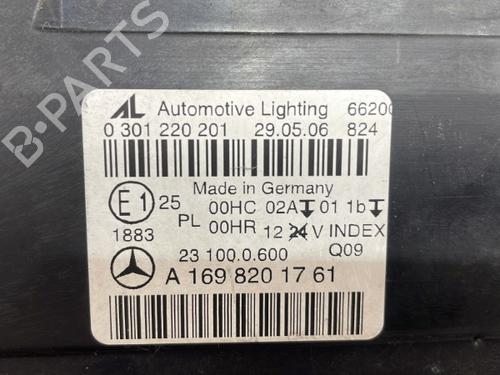 AL Automotive Lighting 6620
0 301 220 201 29.05.06 824
Made in Germany
E1 25 00HC 02A 01 1b
PL 00HR 12 24 V INDEX
1883 Q09
23 100.0.600
A 169 820 17 61
B-PARTS